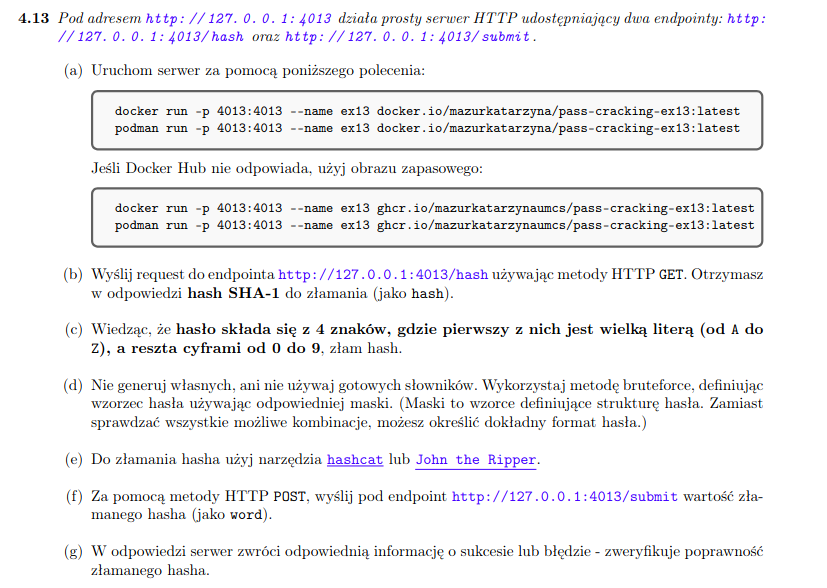 4.13 Pod adresem http://127.0.0.1:4013 działa prosty serwer HTTP udostępniający dwa endpointy: http:
//127.0.0.1:4013/hash oraz http://127.0.0.1:4013/submit.
(a) Uruchom serwer za pomocą poniższego polecenia:
docker run -p 4013:4013 --name ex13 docker.io/mazurkatarzyna/pass-cracking-ex13:latest
podman run -p 4013:4013 --name ex13 docker.io/mazurkatarzyna/pass-cracking-ex13:latest
Jeśli Docker Hub nie odpowiada, użyj obrazu zapasowego:
docker run -p 4013:4013 --name ex13 ghcr.io/mazurkatarzynaumcs/pass-cracking-ex13:latest
podman run -p 4013:4013 --name ex13 ghcr.io/mazurkatarzynaumcs/pass-cracking-ex13:latest
(b) Wyślij request do endpointa http://127.0.0.1:4013/hash używając metody HTTP GET. Otrzymasz
w odpowiedzi hash SHA-1 do złamania (jako hash).
(c) Wiedząc, że hasło składa się z 4 znaków, gdzie pierwszy z nich jest wielką literą (od A do
Z), a reszta cyframi od 0 do 9, złam hash.
(d) Nie generuj własnych, ani nie używaj gotowych słowników. Wykorzystaj metodę bruteforce, definiując
wzorzec hasła używając odpowiedniej maski. (Maski to wzorce definiujące strukturę hasła. Zamiast
sprawdzać wszystkie możliwe kombinacje, możesz określić dokładny format hasła.)
(e) Do złamania hasha użyj narzędzia hashcat lub John the Ripper.
(f) Za pomocą metody HTTP POST, wyślij pod endpoint http://127.0.0.1:4013/submit wartość zła-
manego hasha (jako word).
(g) W odpowiedzi serwer zwróci odpowiednią informację o sukcesie lub błędzie - zweryfikuje poprawność
złamanego hasha.